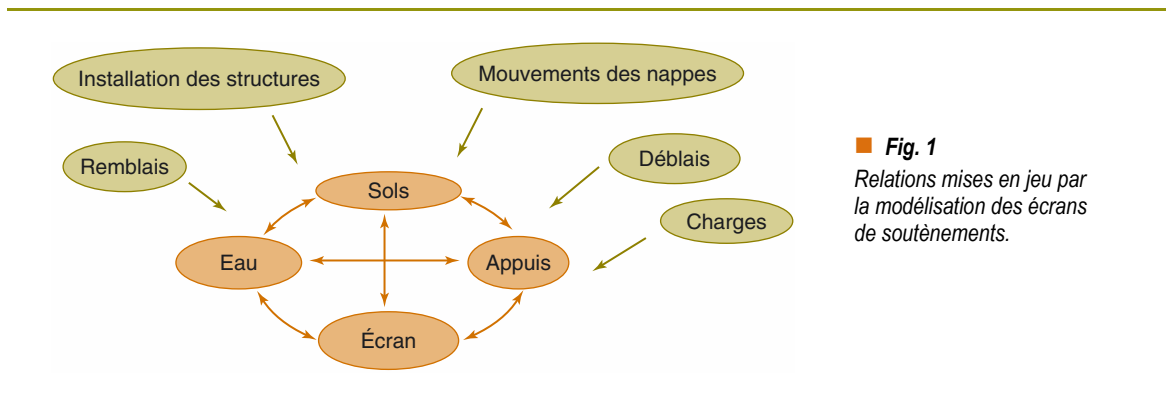 Installation des structures
Mouvements des nappes
Remblais
Déblais
Sols
Charges
Eau
Appuis
Écran
Fig. 1
Relations mises en jeu par
la modélisation des écrans
de soutènements.